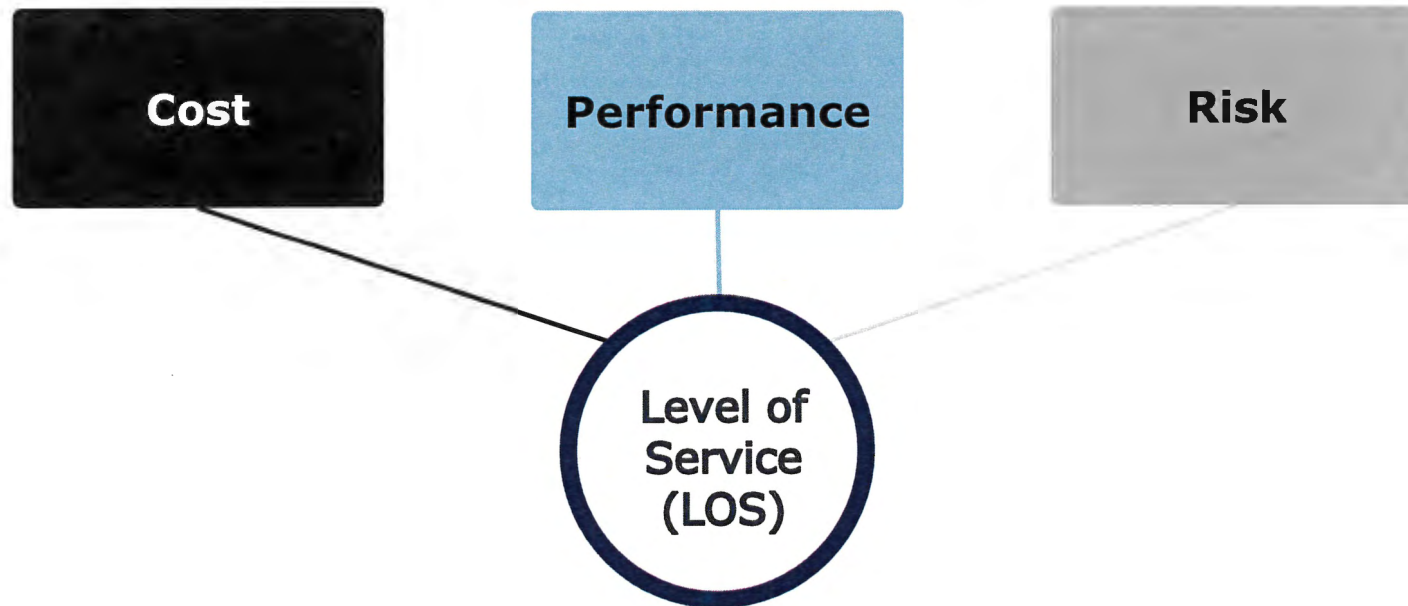 Cost
Performance
Risk
Level of
Service
(LOS)